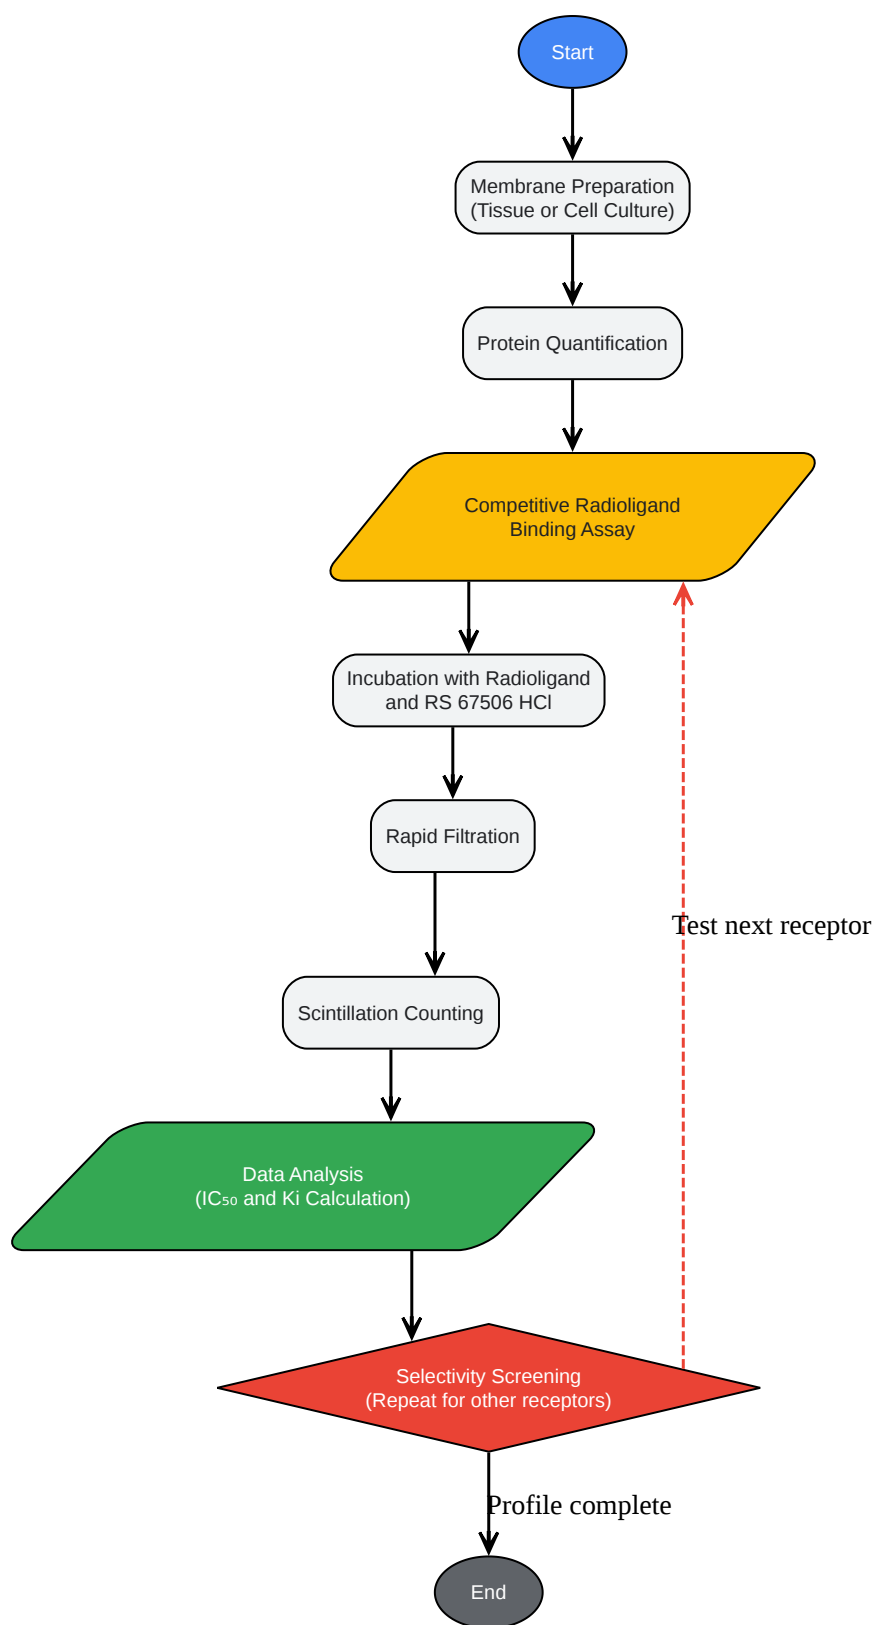 Start
Membrane Preparation
(Tissue or Cell Culture)
Protein Quantification
Competitive Radioligand
Binding Assay
Incubation with Radioligand
and RS 67506 HCl
Rapid Filtration
Test next receptor
Scintillation Counting
Data Analysis
(IC₅₀ and Ki Calculation)
Selectivity Screening
(Repeat for other receptors)
Profile complete
End